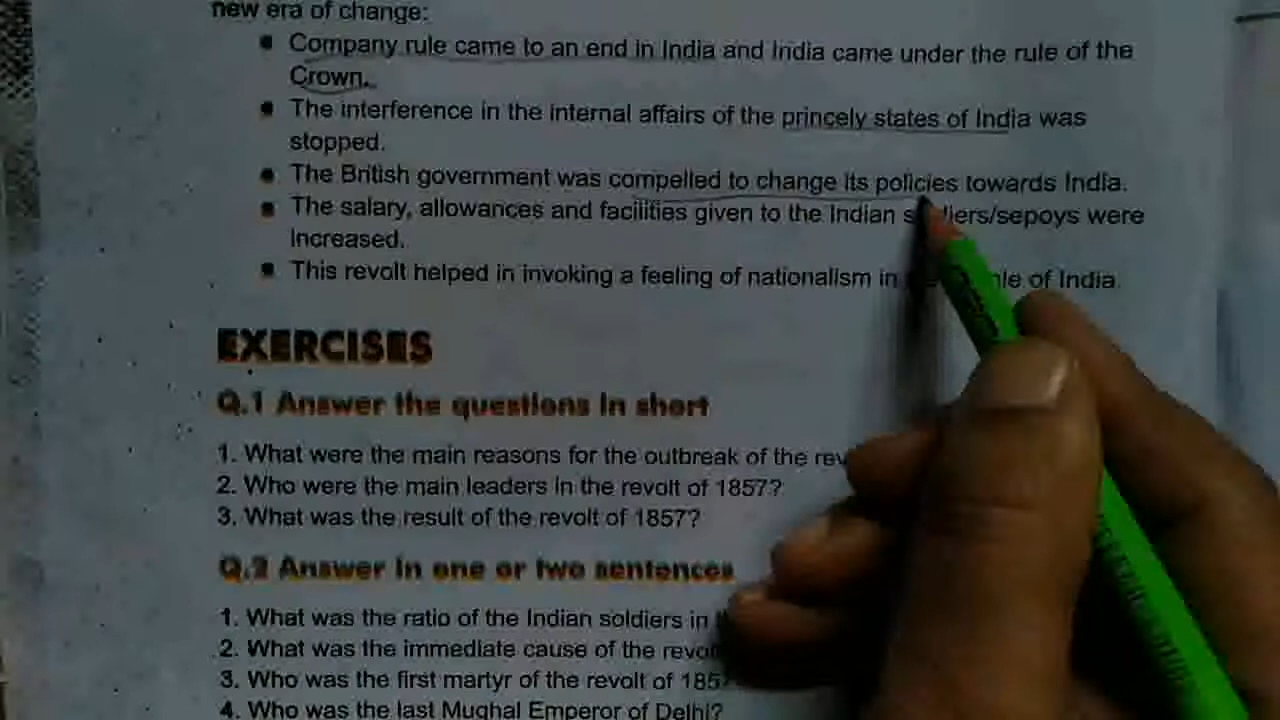 new era of change:
Company rule came to an end in India and India came under the rule of the
Crown.
The interference in the internal affairs of the princely states of India was
stopped.
The British government was compelled to change its policies towards India.
The salary, allowances and facilities given to the Indian /sepoys were
increased.
This revolt helped in invoking a feeling of nationalism in of India.
EXERCISES
Q.1 Answer the questions in short
1. What were the main reasons for the outbreak of the
2. Who were the main leaders in the revolt of 1857?
3. What was the result of the revolt of 1857?
Q.2 Answer in one or two sentences
1. What was the ratio of the Indian soldiers in
2. What was the immediate cause of the
3. Who was the first martyr of the revolt of
4. Who was the last Mughal Emperor of Delhi?